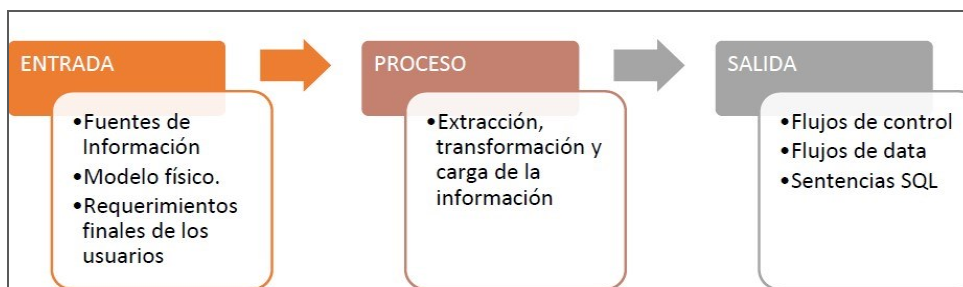 ENTRADA
•Fuentes de
Información
•Modelo físico.
•Requerimientos
finales de los
usuarios
PROCESO
•Extracción,
transformación y
carga de la
información
SALIDA
•Flujos de control
•Flujos de data
•Sentencias SQL